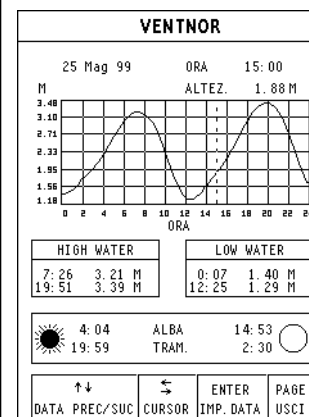 VENTNOR
25 Mag 99 ORA 15:00
M ALTEZ. 1.88M
3.48
3.10
2.71
2.33
1.95
1.56
1.18
0 2 4 6 8 10 12 14 16 18 20 22 2
ORA
HIGH WATER LOW WATER
7:26 3.21 M 0:07 1.40 M
19:51 3.39 M 12:25 1.29 M
4:04 ALBA 14:53
19:59 TRAM. 2:30
↑↓ ⇆ ENTER PAGE
DATA PREC/SUC CURSOR IMP.DATA USCI